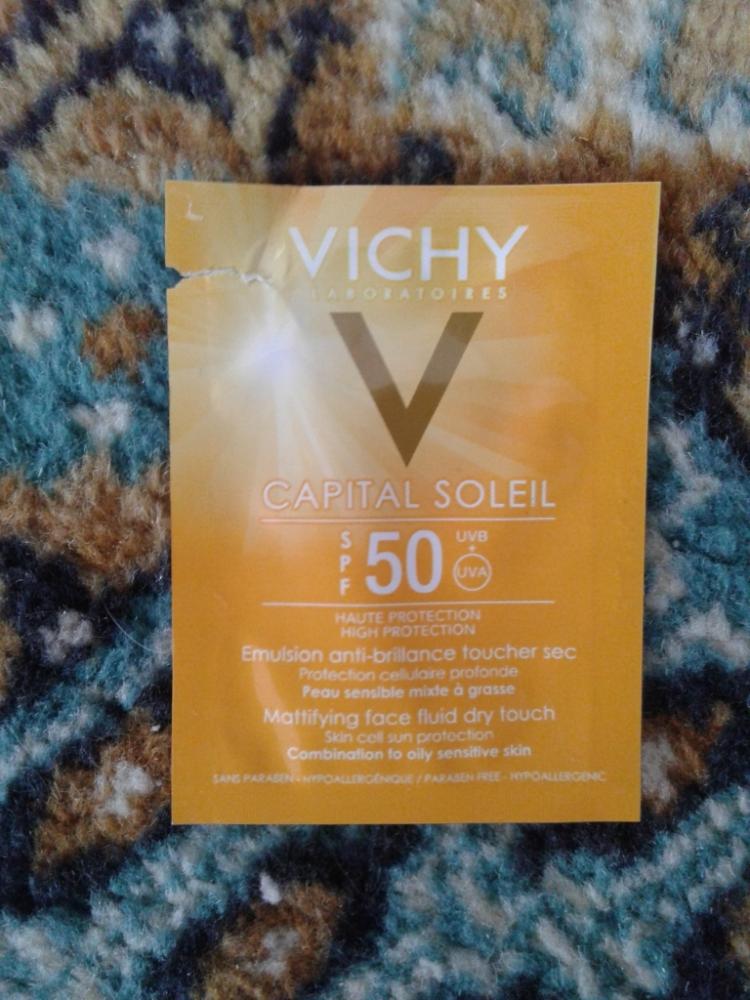 VICHY
LABORATOIRES
V
CAPITAL SOLEIL
SPF 50 UVB + UVA
HAUTE PROTECTION
HIGH PROTECTION
Emulsion anti-brillance toucher sec
Protection cellulaire profonde
Peau sensible mixte à grasse
Mattifying face fluid dry touch
Skin cell sun protection
Combination to oily sensitive skin
SANS PARABEN - HYPOALLERGÉNIQUE / PARABEN FREE - HYPOALLERGENIC